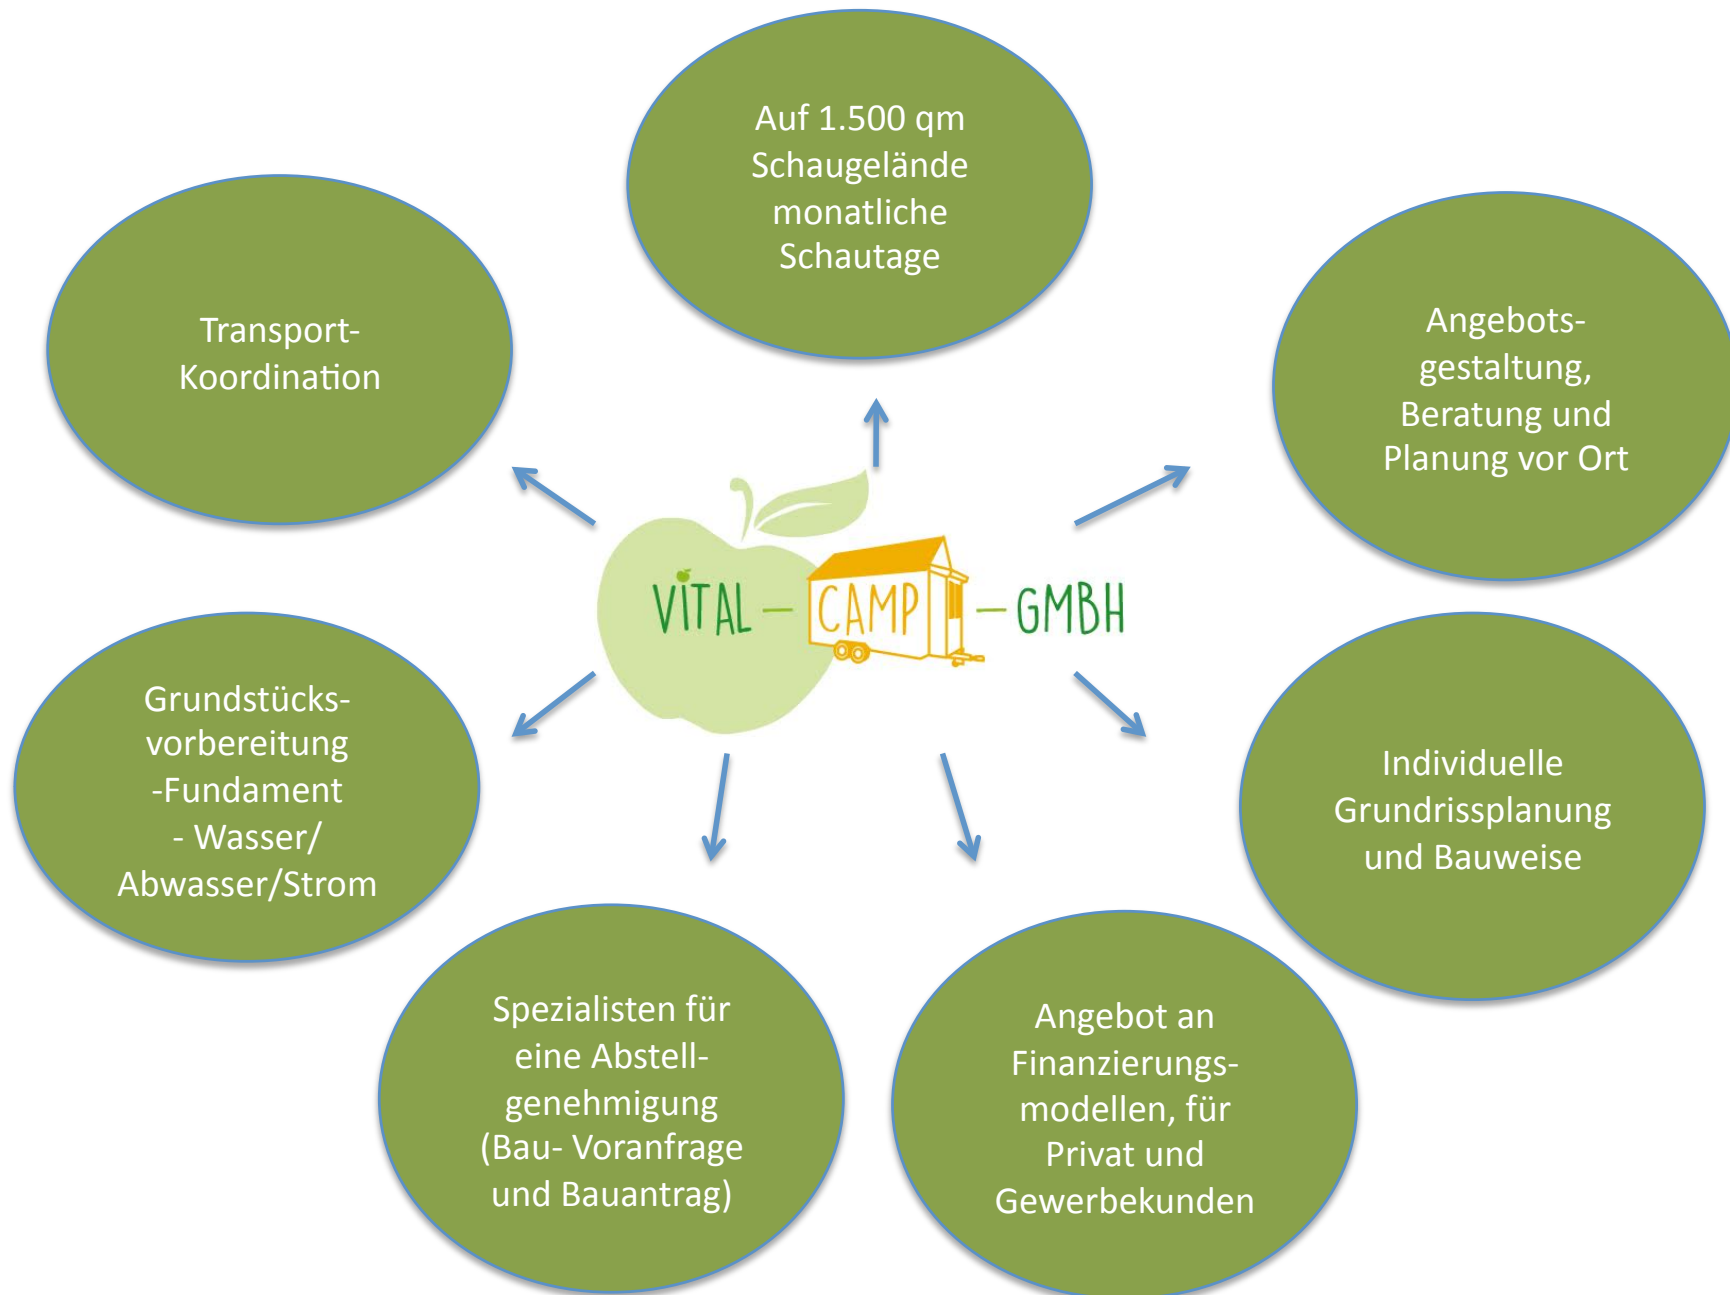 Auf 1.500 qm
Schaugelände
monatliche
Schautage
Transport-
Koordination
Angebots-
gestaltung,
Beratung und
Planung vor Ort
VITAL – CAMP – GMBH
Grundstücks-
vorbereitung
-Fundament
- Wasser/
Abwasser/Strom
Individuelle
Grundrissplanung
und Bauweise
Spezialisten für
eine Abstell-
genehmigung
(Bau- Voranfrage
und Bauantrag)
Angebot an
Finanzierungs-
modellen, für
Privat und
Gewerbekunden